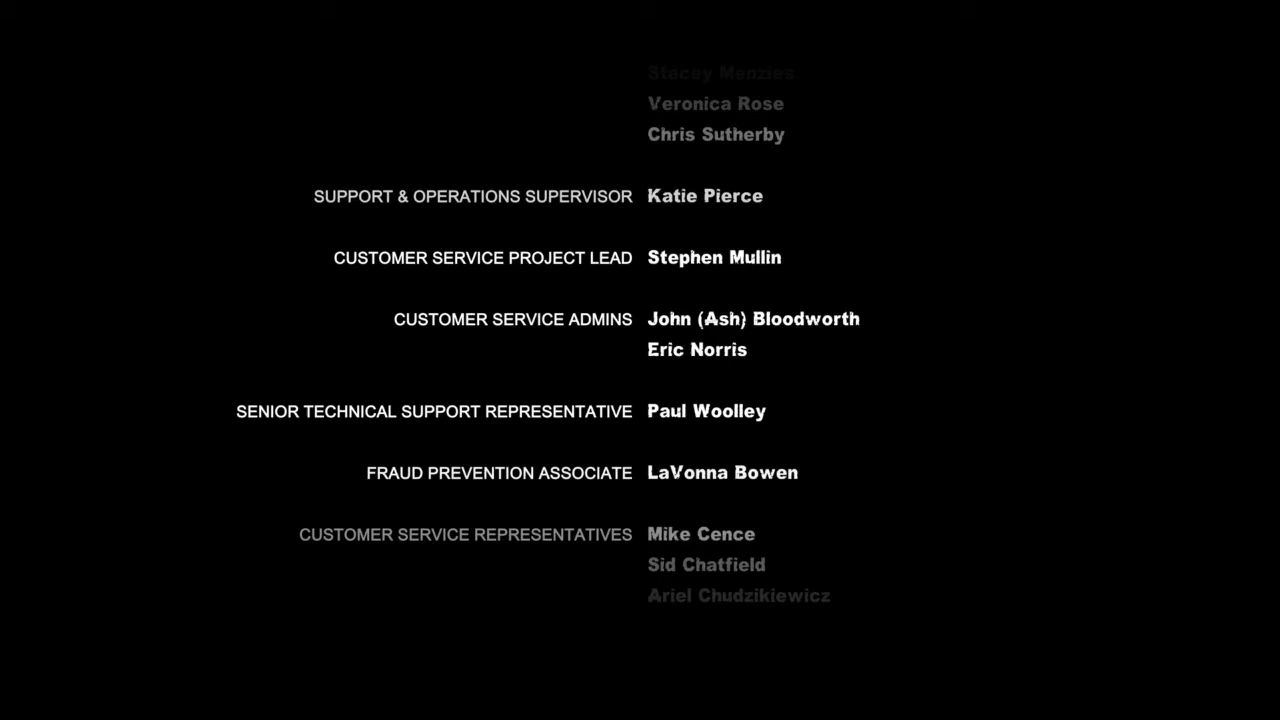 Stacey Menzies
Veronica Rose
Chris Sutherby
SUPPORT & OPERATIONS SUPERVISOR Katie Pierce
CUSTOMER SERVICE PROJECT LEAD Stephen Mullin
CUSTOMER SERVICE ADMINS John (Ash) Bloodworth
Eric Norris
SENIOR TECHNICAL SUPPORT REPRESENTATIVE Paul Woolley
FRAUD PREVENTION ASSOCIATE LaVonna Bowen
CUSTOMER SERVICE REPRESENTATIVES Mike Cence
Sid Chatfield
Ariel Chudzikiewicz